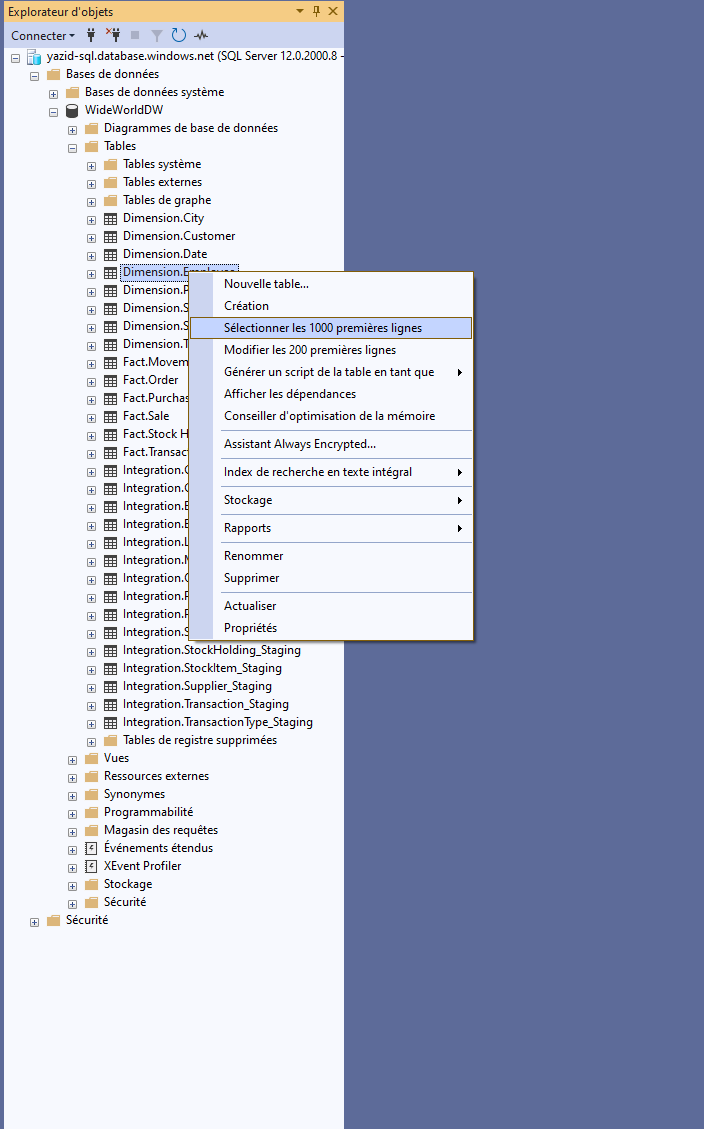 Explorateur d'objets
Connecter
yazid-sql.database.windows.net (SQL Server 12.0.2000.8 -
Bases de données
Bases de données système
WideWorldDW
Diagrammes de base de données
Tables
Tables système
Tables externes
Tables de graphe
Dimension.City
Dimension.Customer
Dimension.Date
Dimension.
Dimension.P
Dimension.S
Dimension.S
Dimension.T
Fact.Movem
Fact.Order
Fact.Purchas
Fact.Sale
Fact.Stock H
Fact.Transac
Integration.C
Integration.C
Integration.E
Integration.E
Integration.L
Integration.M
Integration.O
Integration.P
Integration.P
Integration.S
Integration.StockHolding_Staging
Integration.StockItem_Staging
Integration.Supplier_Staging
Integration.Transaction_Staging
Integration.TransactionType_Staging
Tables de registre supprimées
Vues
Ressources externes
Synonymes
Programmabilité
Magasin des requêtes
Événements étendus
XEvent Profiler
Stockage
Sécurité
Sécurité
Nouvelle table...
Création
Sélectionner les 1000 premières lignes
Modifier les 200 premières lignes
Générer un script de la table en tant que
Afficher les dépendances
Conseiller d'optimisation de la mémoire
Assistant Always Encrypted...
Index de recherche en texte intégral
Stockage
Rapports
Renommer
Supprimer
Actualiser
Propriétés